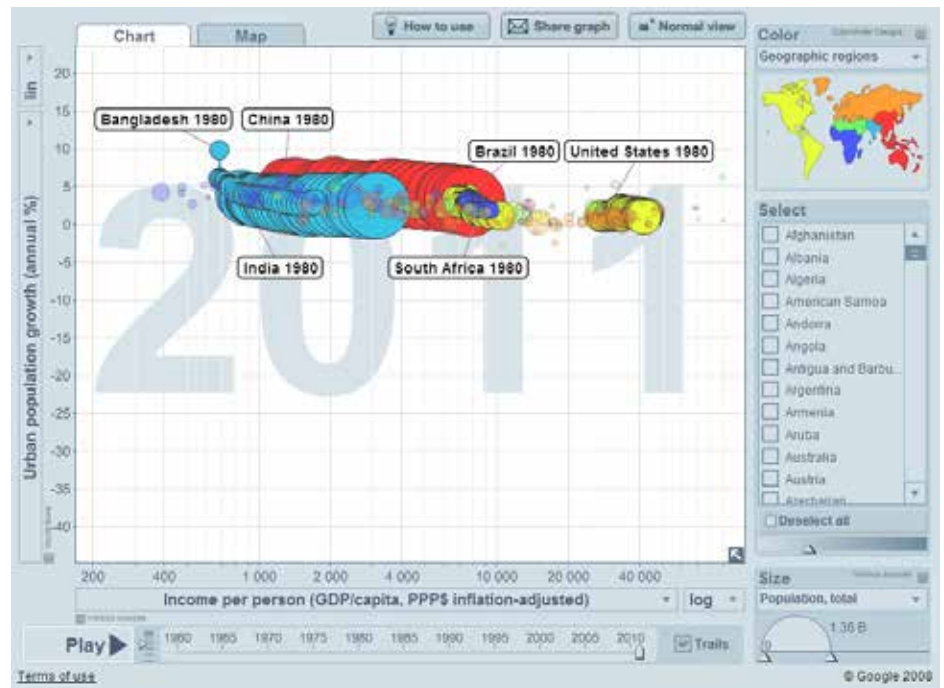 Chart
Map
How to use
Share graph
Normal view
Color
Geographic regions
lin
20
15
10
5
0
-5
-10
-15
-20
-25
-30
-35
-40
Urban population growth (annual %)
2011
Bangladesh 1980
China 1980
Brazil 1980
United States 1980
India 1980
South Africa 1980
Select
Afghanistan
Albania
Algeria
American Samoa
Andorra
Angola
Antigua and Barbu...
Argentina
Armenia
Aruba
Australia
Austria
Azerbaijan
Deselect all
200 400 1 000 2 000 4 000 10 000 20 000 40 000
Income per person (GDP/capita, PPP$ inflation-adjusted)
log
Size
Population, total
0
1.36 B
Play
1960 1965 1970 1975 1980 1985 1990 1995 2000 2005 2010
Trails
Terms of use
© Google 2008